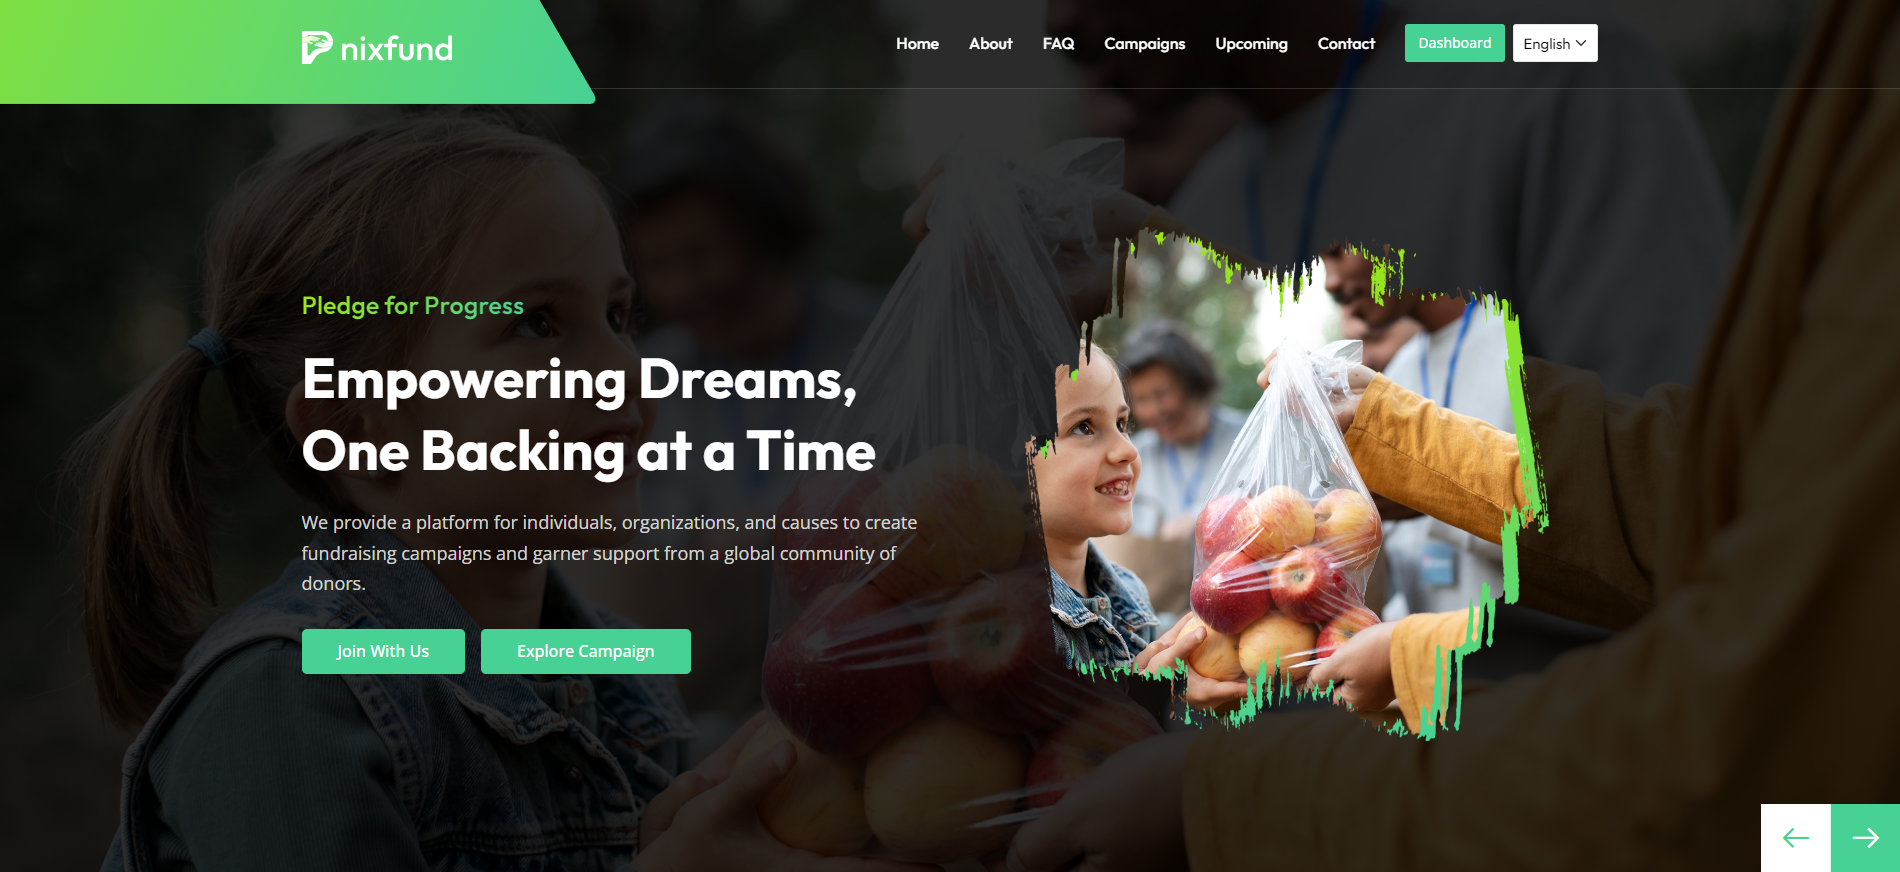 nixfund
Home About FAQ Campaigns Upcoming Contact Dashboard English
Pledge for Progress
Empowering Dreams,
One Backing at a Time
We provide a platform for individuals, organizations, and causes to create
fundraising campaigns and garner support from a global community of
donors.
Join With Us Explore Campaign